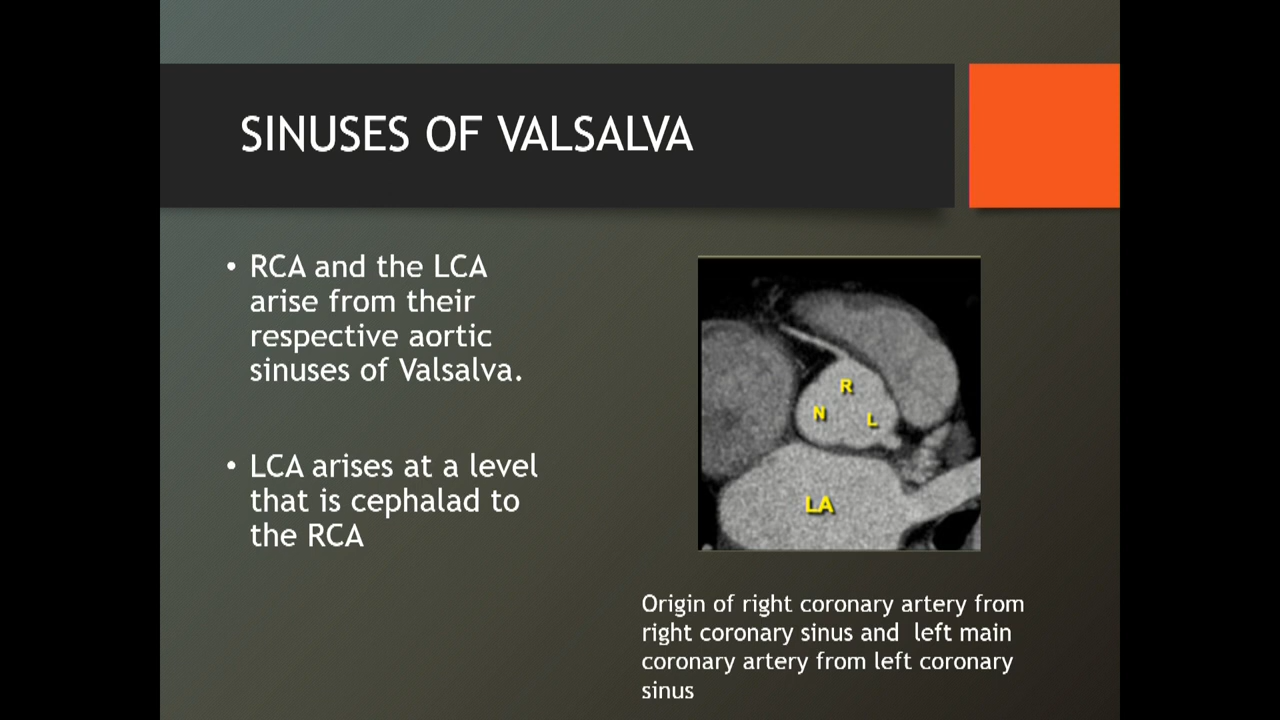 SINUSES OF VALSALVA
• RCA and the LCA
arise from their
respective aortic
sinuses of Valsalva.
• LCA arises at a level
that is cephalad to
the RCA
R
N
L
LA
Origin of right coronary artery from
right coronary sinus and  left main
coronary artery from left coronary
sinus